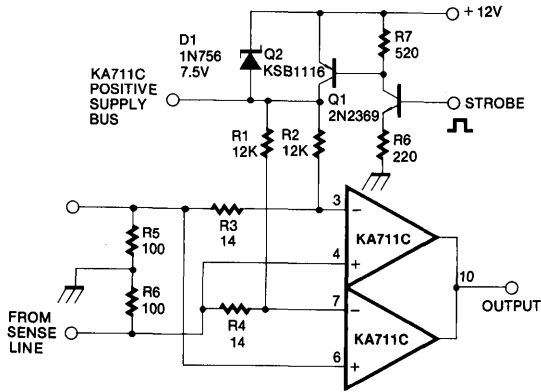 + 12V
D1
1N756
7.5V
Q2
KSB1116
R7
520
KA711C
POSITIVE
SUPPLY
BUS
Q1
2N2369
STROBE
R1
12K
R2
12K
R6
220
3
R3
14
KA711C
4
R5
100
R6
100
10
OUTPUT
7
R4
14
KA711C
FROM
SENSE
LINE
6